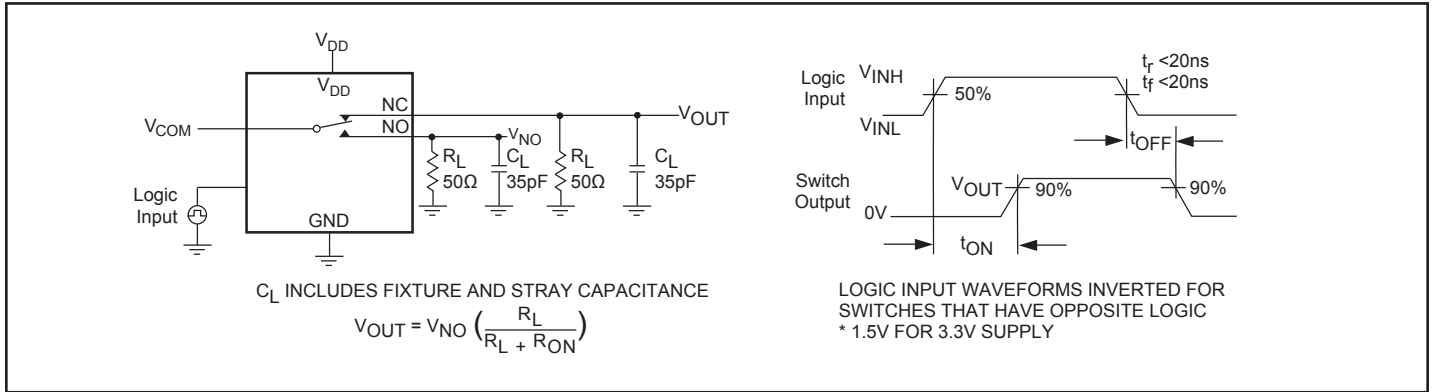 VDD
VDD
NC
NO
VCOM
VOUT
VNO
RL
50Ω
CL
35pF
RL
50Ω
CL
35pF
Logic
Input
GND
CL INCLUDES FIXTURE AND STRAY CAPACITANCE
VOUT = VNO (RL / RL + RON)
Logic
Input
VINH
VINL
50%
tr <20ns
tf <20ns
tOFF
Switch
Output
VOUT
0V
90%
90%
tON
LOGIC INPUT WAVEFORMS INVERTED FOR
SWITCHES THAT HAVE OPPOSITE LOGIC
* 1.5V FOR 3.3V SUPPLY